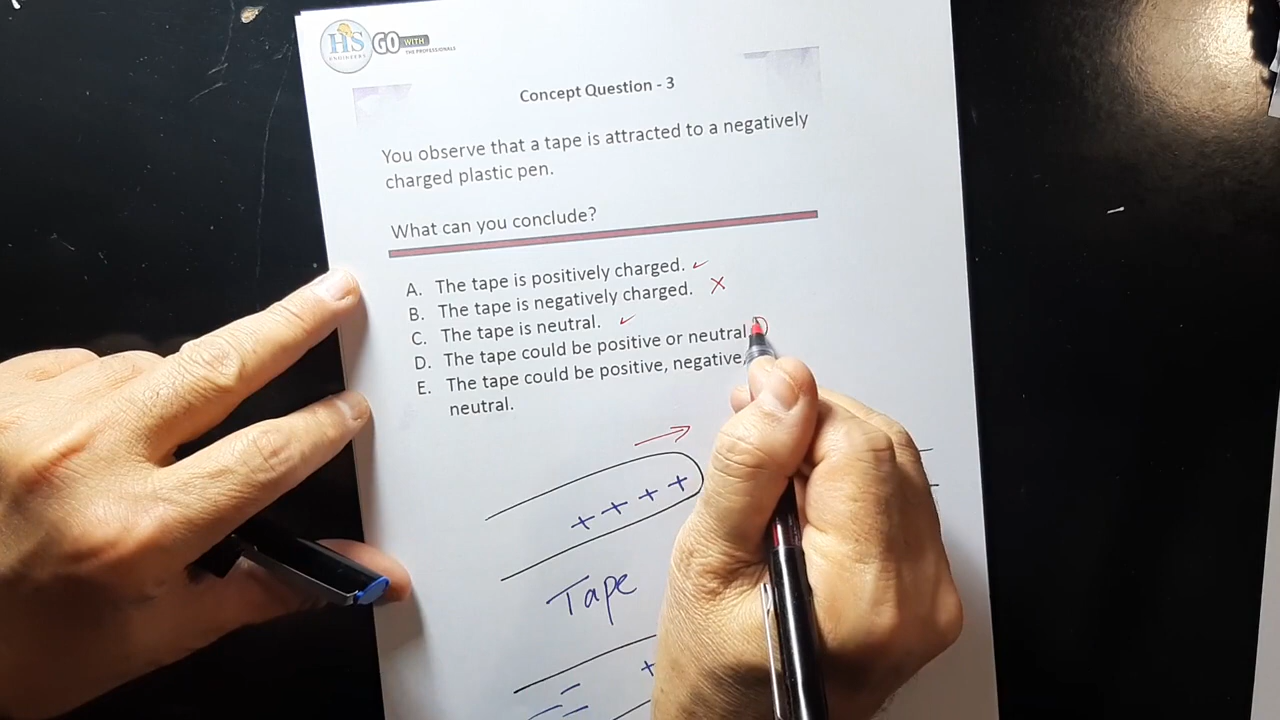 HS
ENGINEERS
GO WITH
THE PROFESSIONALS
Concept Question - 3
You observe that a tape is attracted to a negatively
charged plastic pen.
What can you conclude?
A. The tape is positively charged. ✓
B. The tape is negatively charged. ✗
C. The tape is neutral. ✓
D. The tape could be positive or neutral
E. The tape could be positive, negative,
neutral.
+ + + +
Tape
+